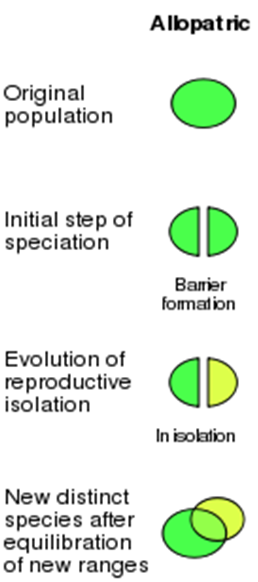 Allopatric
Original
population
Initial step of
speciation
Barrier
formation
Evolution of
reproductive
isolation
In isolation
New distinct
species after
equilibration
of new ranges